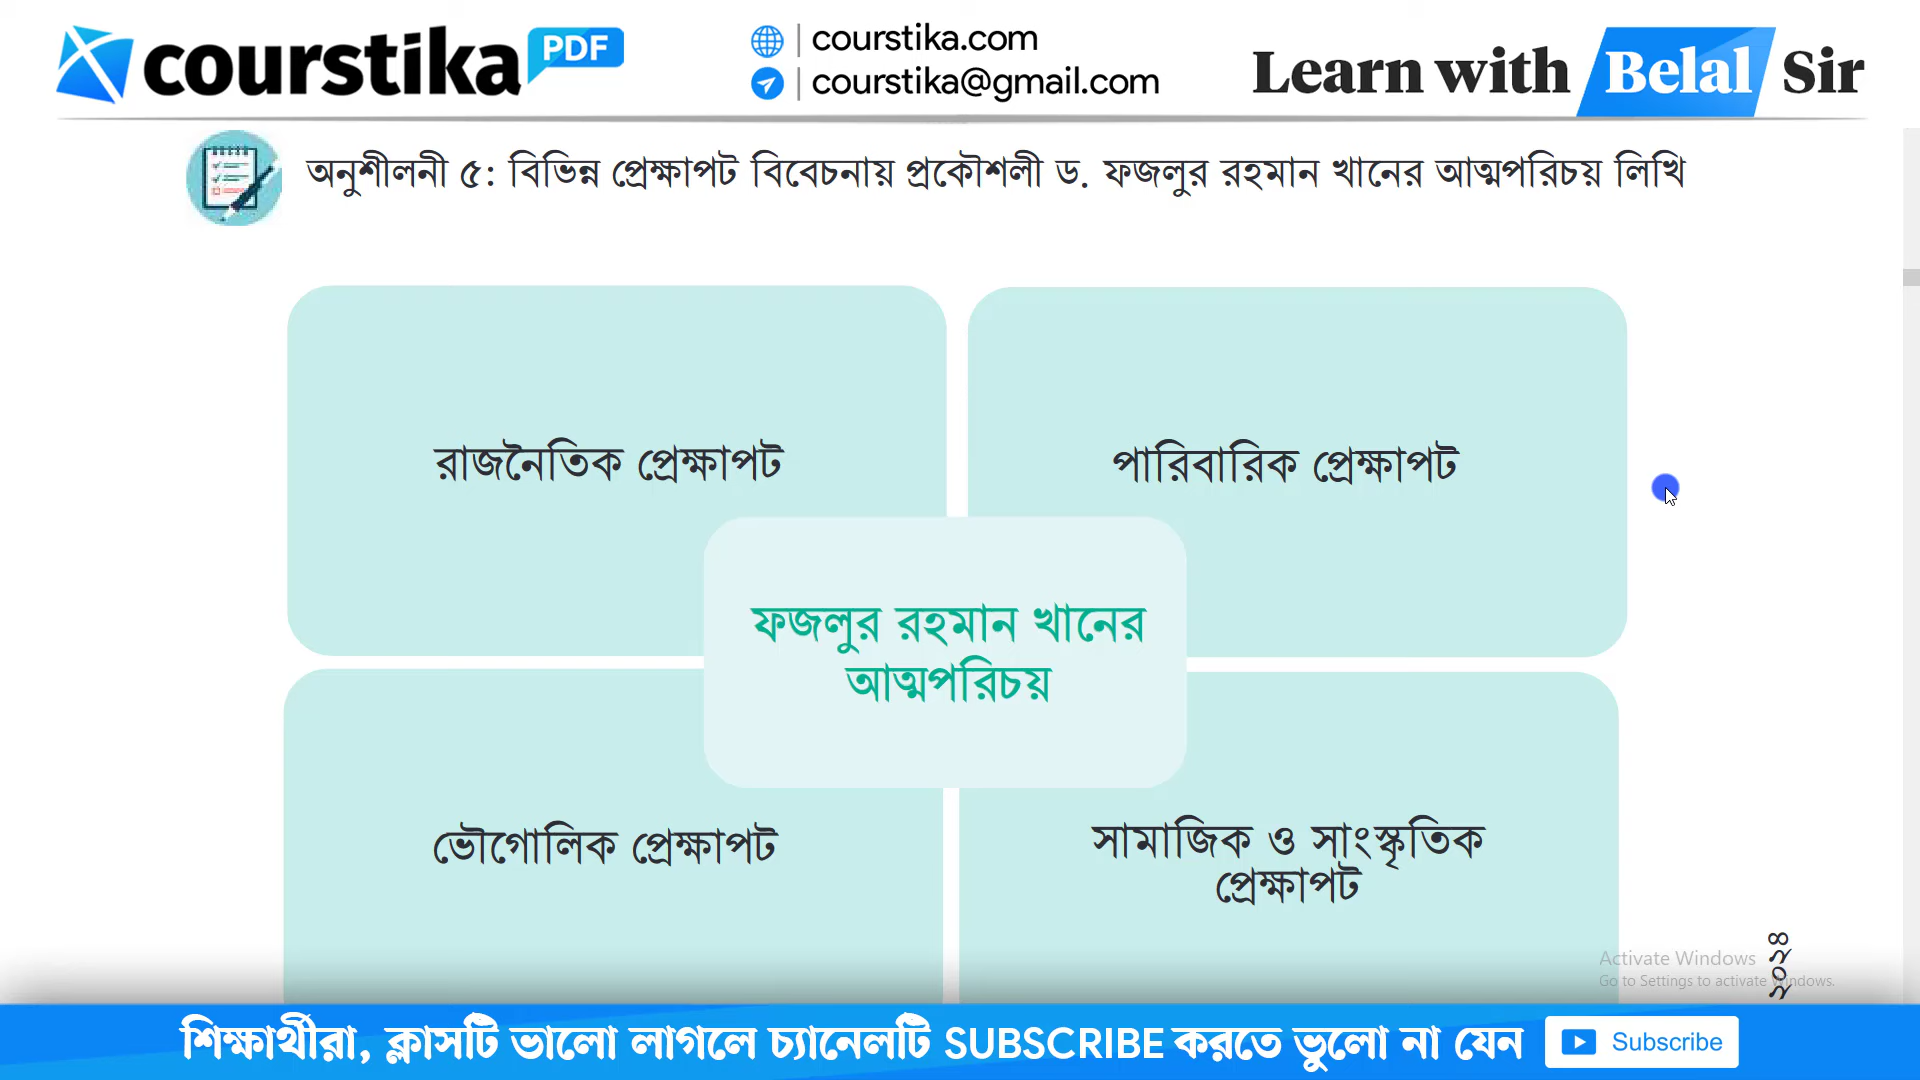 courstika PDF
courstika.com
courstika@gmail.com
Learn with Belal Sir
অনুশীলনী ৫: বিভিন্ন প্রেক্ষাপট বিবেচনায় প্রকৌশলী ড. ফজলুর রহমান খানের আত্মপরিচয় লিখি
রাজনৈতিক প্রেক্ষাপট
পারিবারিক প্রেক্ষাপট
ফজলুর রহমান খানের
আত্মপরিচয়
ভৌগোলিক প্রেক্ষাপট
সামাজিক ও সাংস্কৃতিক
প্রেক্ষাপট
২০২৪
Activate Windows
Go to Settings to activate Windows.
শিক্ষার্থীরা, ক্লাসটি ভালো লাগলে চ্যানেলটি SUBSCRIBE করতে ভুলো না যেন
Subscribe